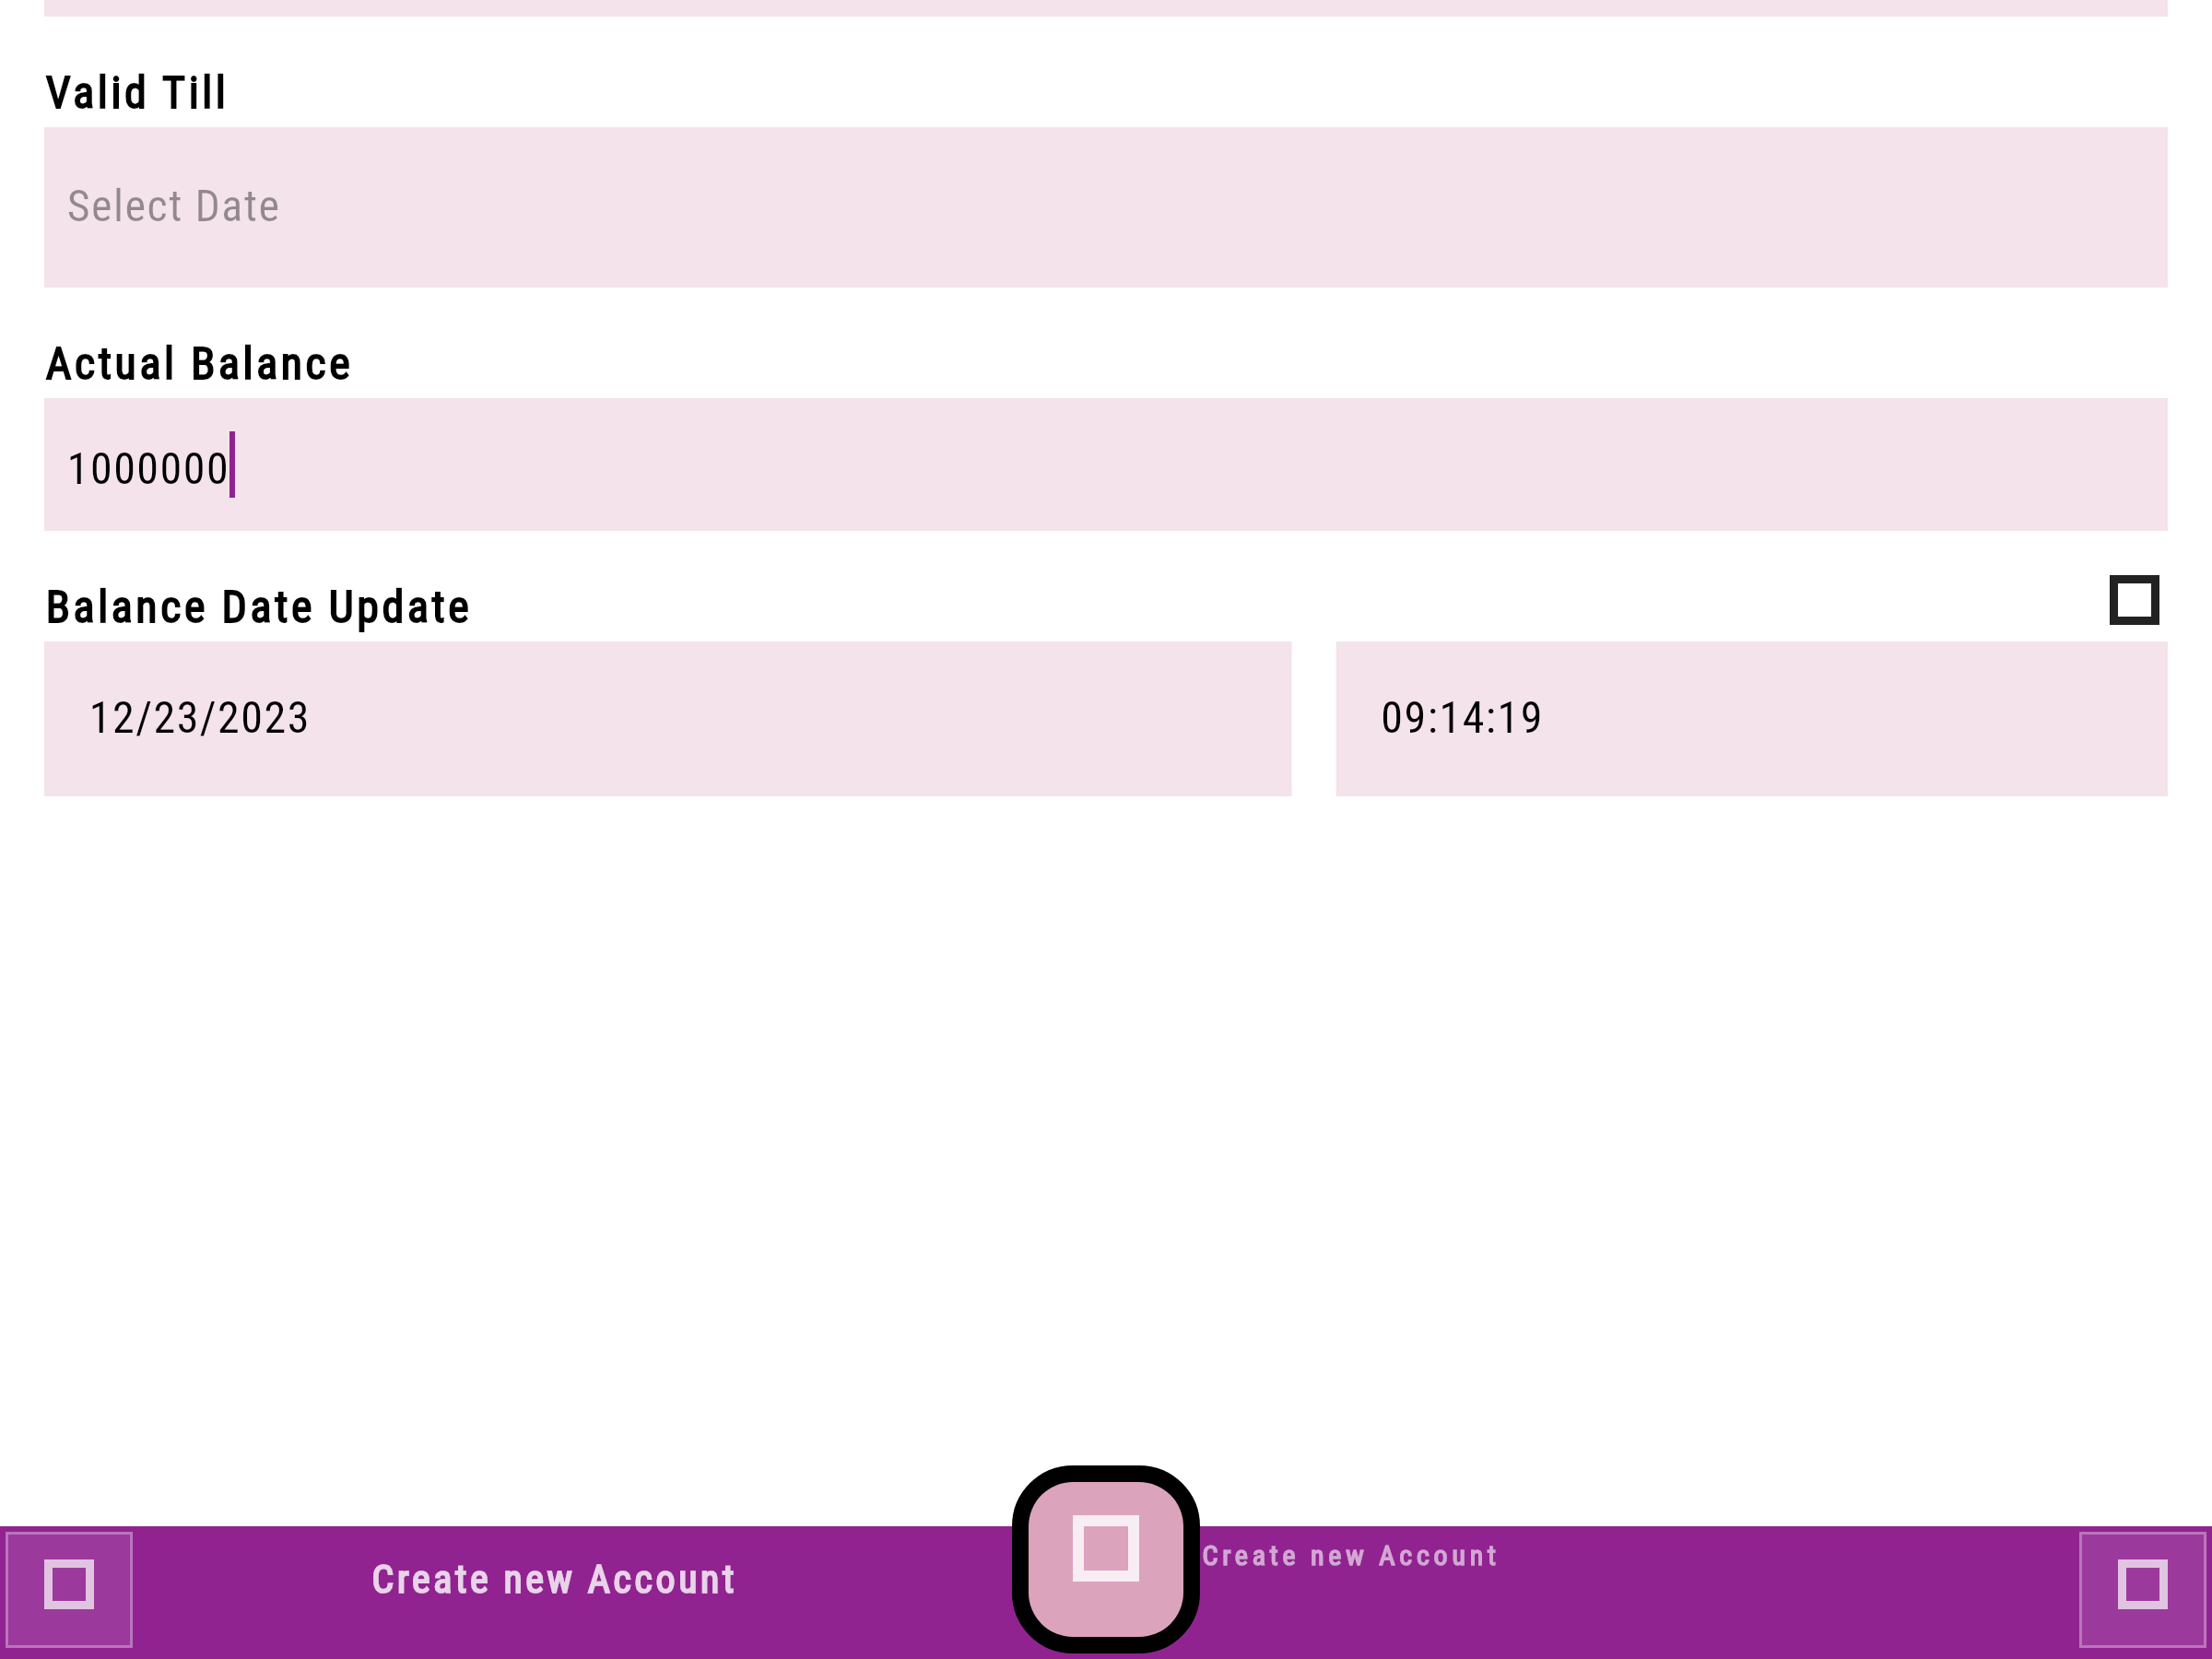 Valid Till
Select Date
Actual Balance
1000000
Balance Date Update
12/23/2023
09:14:19
Create new Account
Create new Account